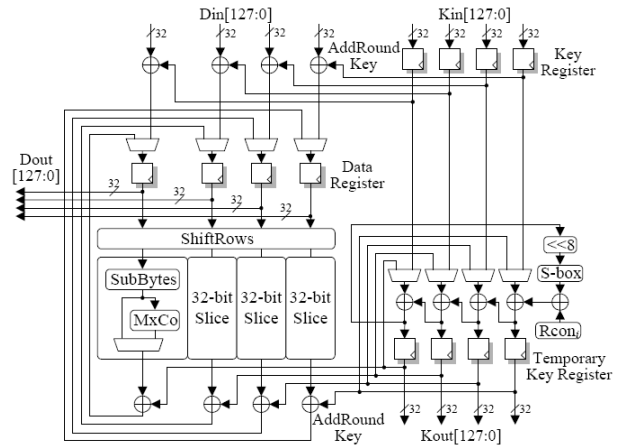 Din[127:0]
Kin[127:0]
32
32
32
32
32
32
32
32
AddRound
Key
Key
Register
Dout
[127:0]
32
32
32
32
Data
Register
ShiftRows
SubBytes
MxCo
32-bit
Slice
32-bit
Slice
32-bit
Slice
<<8
S-box
Rconᵢ
Temporary
Key Register
AddRound
Key
32
32
32
32
Kout[127:0]